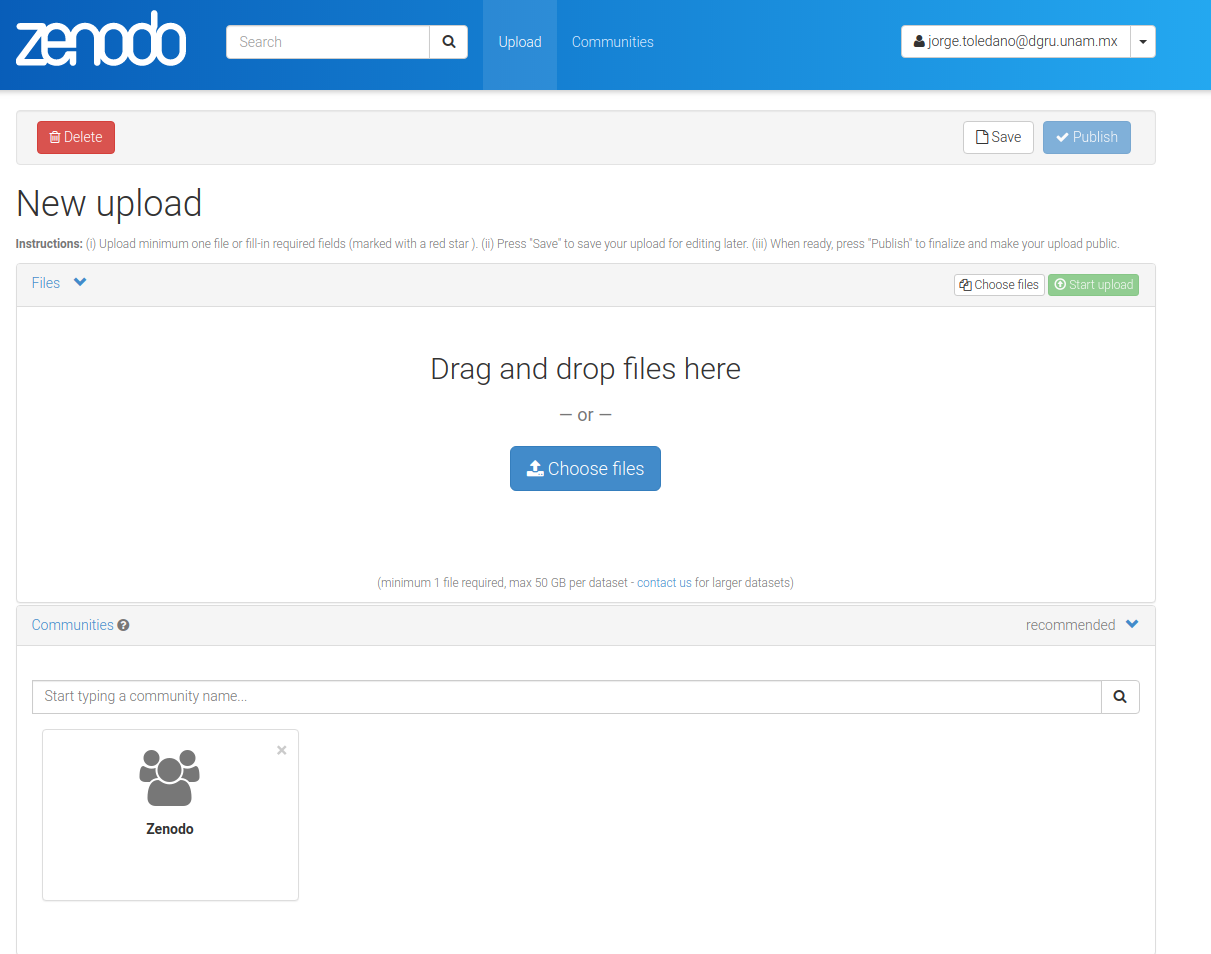 zenodo
Search
Upload
Communities
jorge.toledano@dgru.unam.mx
Delete
Save
Publish
New upload
Instructions: (i) Upload minimum one file or fill-in required fields (marked with a red star ). (ii) Press "Save" to save your upload for editing later. (iii) When ready, press "Publish" to finalize and make your upload public.
Files
Choose files
Start upload
Drag and drop files here
— or —
Choose files
(minimum 1 file required, max 50 GB per dataset - contact us for larger datasets)
Communities
recommended
Start typing a community name...
Zenodo